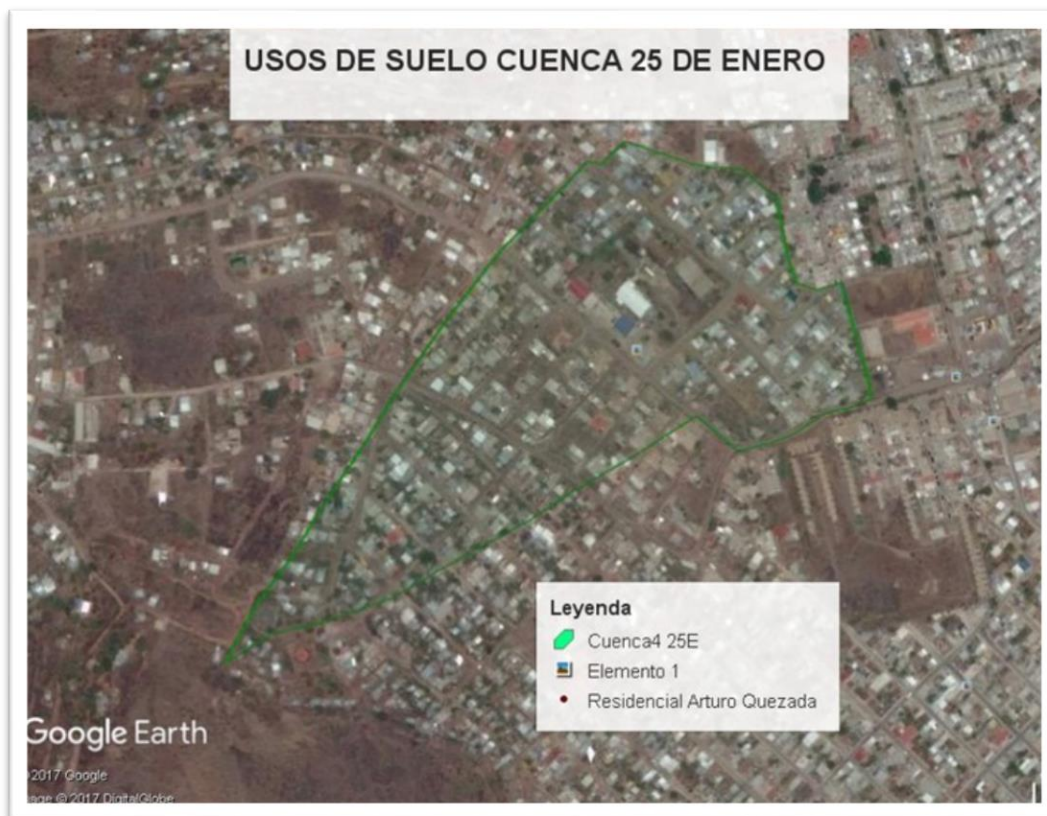 USOS DE SUELO CUENCA 25 DE ENERO
Leyenda
Cuenca4 25E
Elemento 1
Residencial Arturo Quezada
Google Earth
2017 Google
© 2017 DigitalGlobe